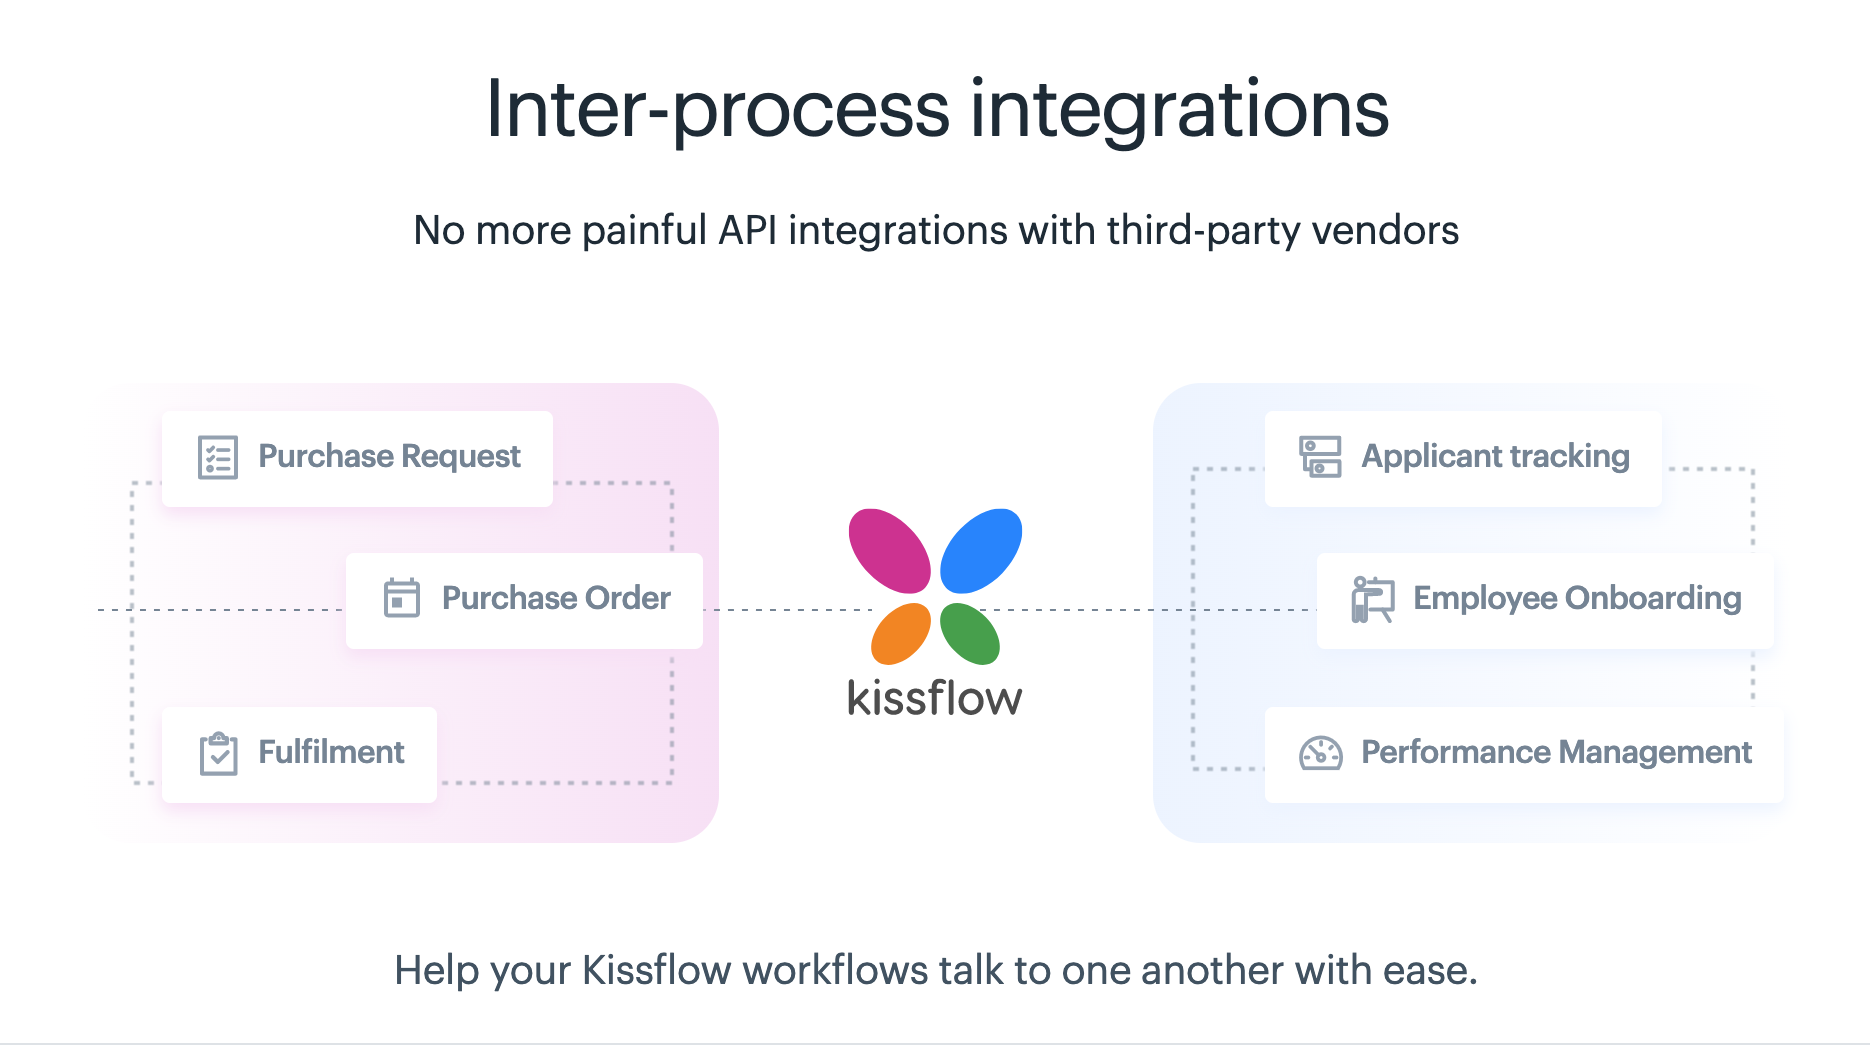 Inter-process integrations
No more painful API integrations with third-party vendors
Purchase Request
Purchase Order
Fulfilment
kissflow
Applicant tracking
Employee Onboarding
Performance Management
Help your Kissflow workflows talk to one another with ease.